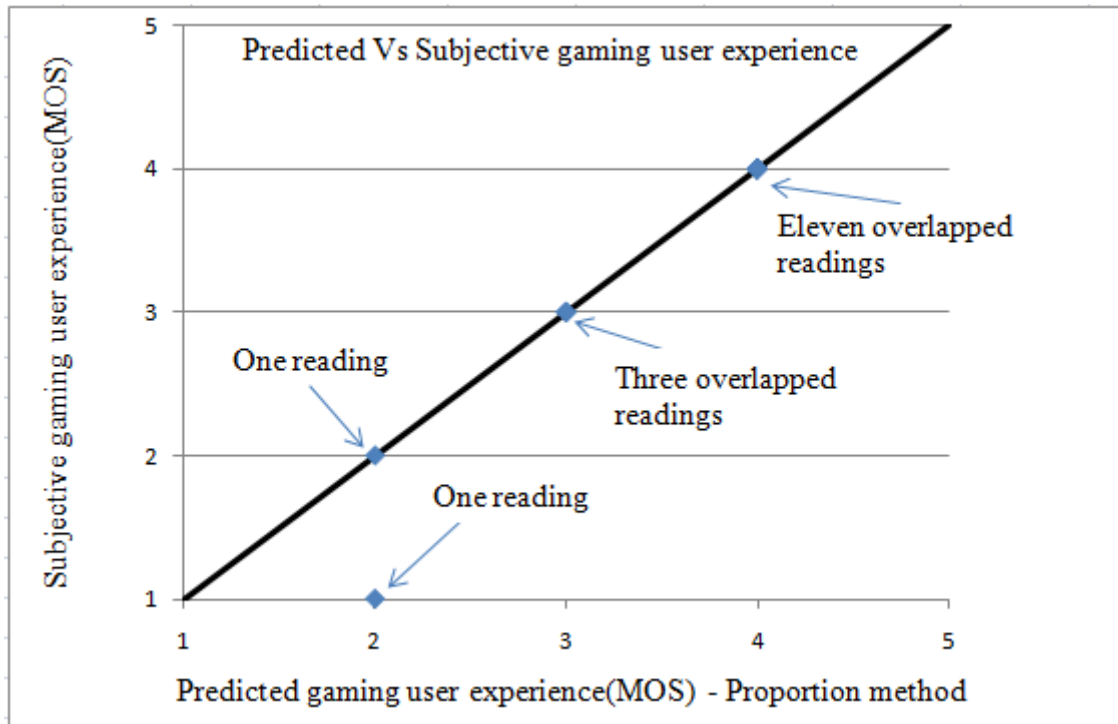 Predicted Vs Subjective gaming user experience
Subjective gaming user experience(MOS)
5
4
3
2
1
Eleven overlapped
readings
Three overlapped
readings
One reading
One reading
1 2 3 4 5
Predicted gaming user experience(MOS) - Proportion method